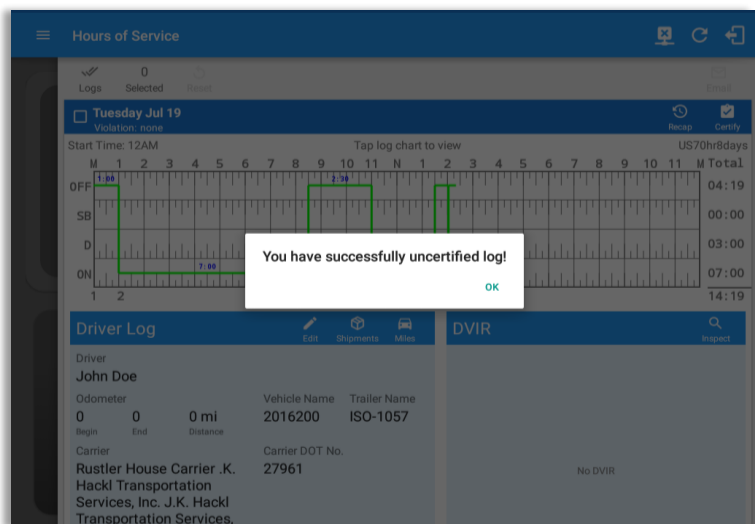 Hours of Service
Logs
0
Selected
Reset
Email
Tuesday Jul 19
Violation: none
Recap
Certify
Start Time: 12AM
Tap log chart to view
US70hr8days
M 1 2 3 4 5 6 7 8 9 10 11 N 1 2 3 4 5 6 7 8 9 10 11 M Total
OFF 1:00 2:30 04:19
SB 00:00
D 03:00
ON 7:00 07:00
1 2 14:19
You have successfully uncertified log!
OK
Driver Log
Edit
Shipments
Miles
DVIR
Inspect
Driver
John Doe
Odometer
Vehicle Name
Trailer Name
0 0 0 mi
2016200
ISO-1057
Begin End Distance
Carrier
Carrier DOT No.
Rustler House Carrier .K.
27961
Hackl Transportation
Services, Inc. J.K. Hackl
Transportation Services,
No DVIR